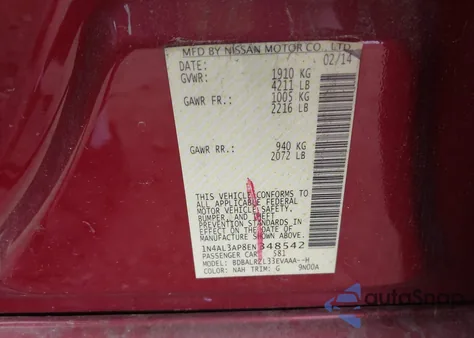 MFD BY NISSAN MOTOR CO., LTD.
DATE: 02/14
GVWR: 1910 KG
4211 LB
GAWR FR.: 1005 KG
2216 LB
GAWR RR.: 940 KG
2072 LB
THIS VEHICLE CONFORMS TO
ALL APPLICABLE FEDERAL
MOTOR VEHICLE SAFETY,
BUMPER, AND THEFT
PREVENTION STANDARDS
IN EFFECT ON THE DATE OF
MANUFACTURE SHOWN ABOVE.
1N4AL3AP8EN348542
PASSENGER CAR 581
MODEL: BDBALRZL33EVAAA--H
COLOR: NAH TRIM: G 9N00A
autoSnap